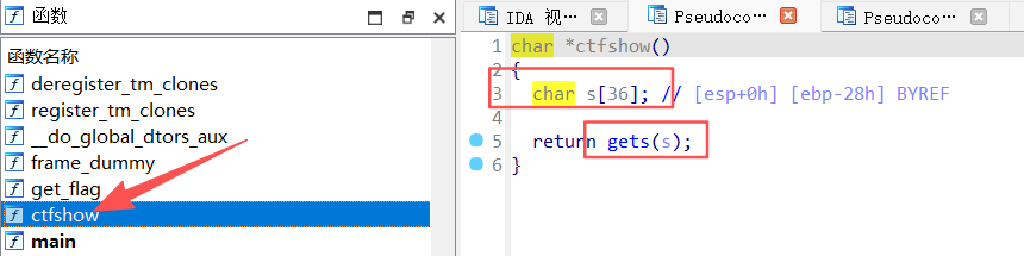 函数
函数名称
deregister_tm_clones
register_tm_clones
__do_global_dtors_aux
frame_dummy
get_flag
ctfshow
main
IDA 视…
Pseudoco…
Pseudoco…
1 char *ctfshow()
2 {
3 char s[36]; // [esp+0h] [ebp-28h] BYREF
4
5 return gets(s);
6 }